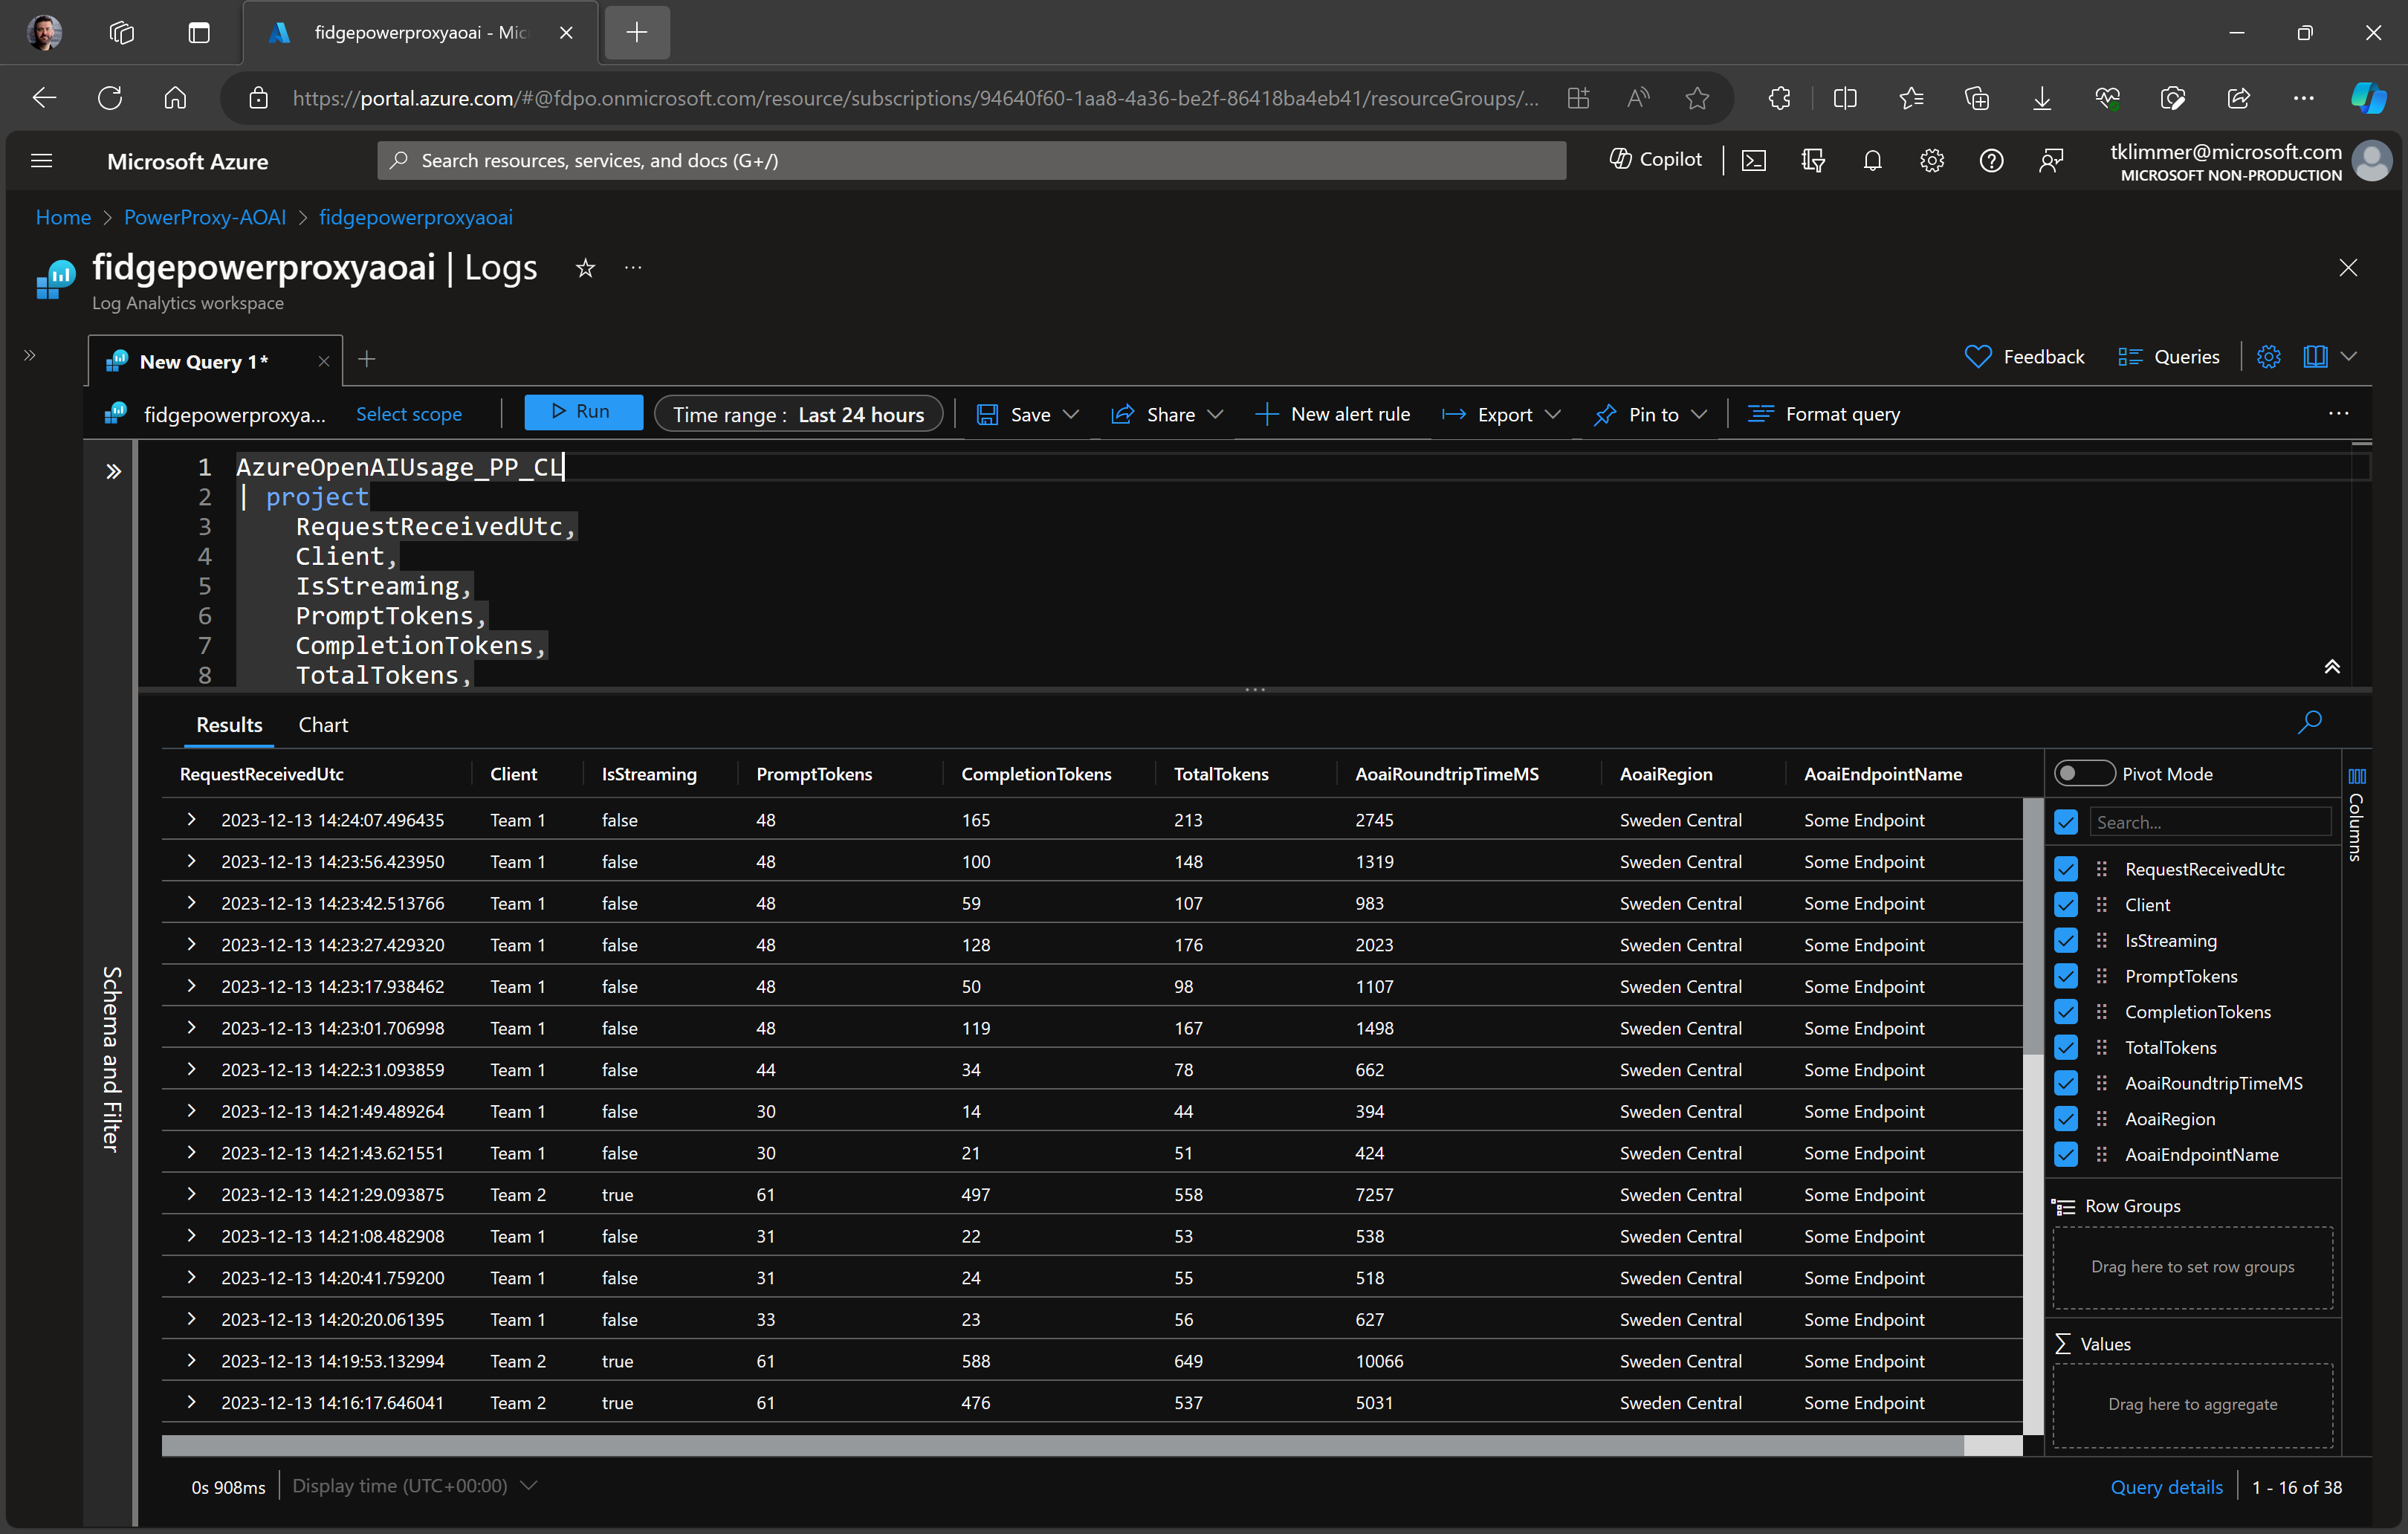 fidgepowerproxyaoai - Mic
https://portal.azure.com/#@fdpo.onmicrosoft.com/resource/subscriptions/94640f60-1aa8-4a36-be2f-86418ba4eb41/resourceGroups/...
Microsoft Azure
Search resources, services, and docs (G+/)
Copilot
tklimmer@microsoft.com
MICROSOFT NON-PRODUCTION
Home > PowerProxy-AOAI > fidgepowerproxyaoai
fidgepowerproxyaoai | Logs
Log Analytics workspace
New Query 1*
Feedback
Queries
fidgepowerproxya...
Select scope
Run
Time range : Last 24 hours
Save
Share
New alert rule
Export
Pin to
Format query
1 AzureOpenAIUsage_PP_CL
2 | project
3 RequestReceivedUtc,
4 Client,
5 IsStreaming,
6 PromptTokens,
7 CompletionTokens,
8 TotalTokens,
Schema and Filter
Results
Chart
RequestReceivedUtc Client IsStreaming PromptTokens CompletionTokens TotalTokens AoaiRoundtripTimeMS AoaiRegion AoaiEndpointName
2023-12-13 14:24:07.496435 Team 1 false 48 165 213 2745 Sweden Central Some Endpoint
2023-12-13 14:23:56.423950 Team 1 false 48 100 148 1319 Sweden Central Some Endpoint
2023-12-13 14:23:42.513766 Team 1 false 48 59 107 983 Sweden Central Some Endpoint
2023-12-13 14:23:27.429320 Team 1 false 48 128 176 2023 Sweden Central Some Endpoint
2023-12-13 14:23:17.938462 Team 1 false 48 50 98 1107 Sweden Central Some Endpoint
2023-12-13 14:23:01.706998 Team 1 false 48 119 167 1498 Sweden Central Some Endpoint
2023-12-13 14:22:31.093859 Team 1 false 44 34 78 662 Sweden Central Some Endpoint
2023-12-13 14:21:49.489264 Team 1 false 30 14 44 394 Sweden Central Some Endpoint
2023-12-13 14:21:43.621551 Team 1 false 30 21 51 424 Sweden Central Some Endpoint
2023-12-13 14:21:29.093875 Team 2 true 61 497 558 7257 Sweden Central Some Endpoint
2023-12-13 14:21:08.482908 Team 1 false 31 22 53 538 Sweden Central Some Endpoint
2023-12-13 14:20:41.759200 Team 1 false 31 24 55 518 Sweden Central Some Endpoint
2023-12-13 14:20:20.061395 Team 1 false 33 23 56 627 Sweden Central Some Endpoint
2023-12-13 14:19:53.132994 Team 2 true 61 588 649 10066 Sweden Central Some Endpoint
2023-12-13 14:16:17.646041 Team 2 true 61 476 537 5031 Sweden Central Some Endpoint
Pivot Mode
Search...
RequestReceivedUtc
Client
IsStreaming
PromptTokens
CompletionTokens
TotalTokens
AoaiRoundtripTimeMS
AoaiRegion
AoaiEndpointName
Row Groups
Drag here to set row groups
Values
Drag here to aggregate
Columns
0s 908ms
Display time (UTC+00:00)
Query details
1 - 16 of 38